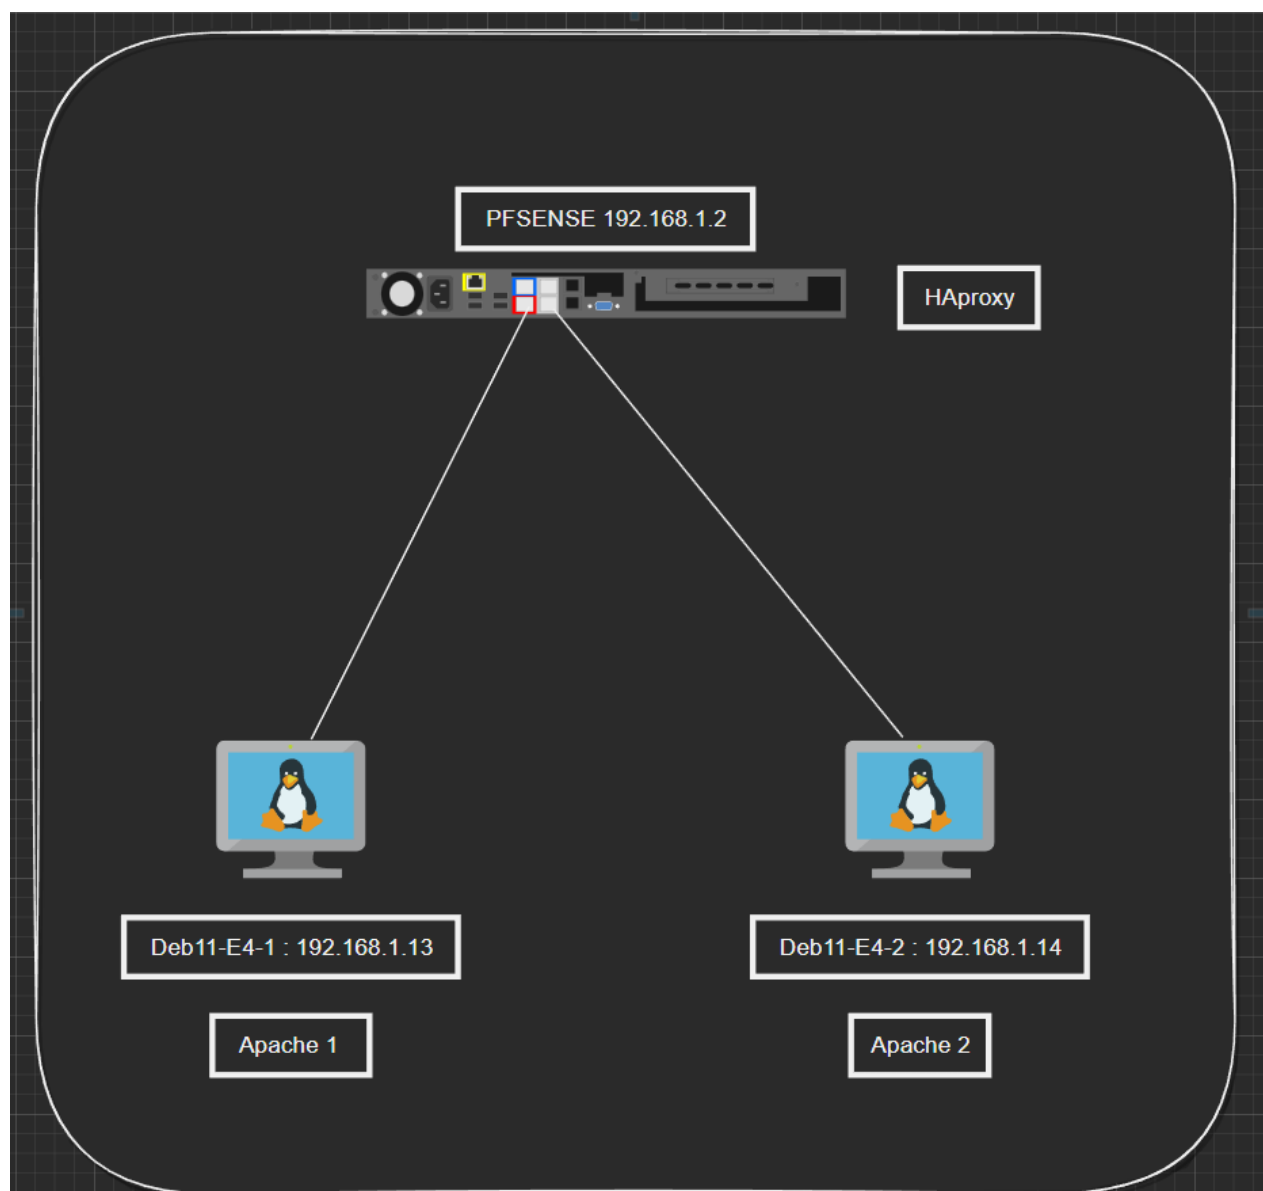 PFSENSE 192.168.1.2
HAproxy
Deb11-E4-1 : 192.168.1.13
Deb11-E4-2 : 192.168.1.14
Apache 1
Apache 2